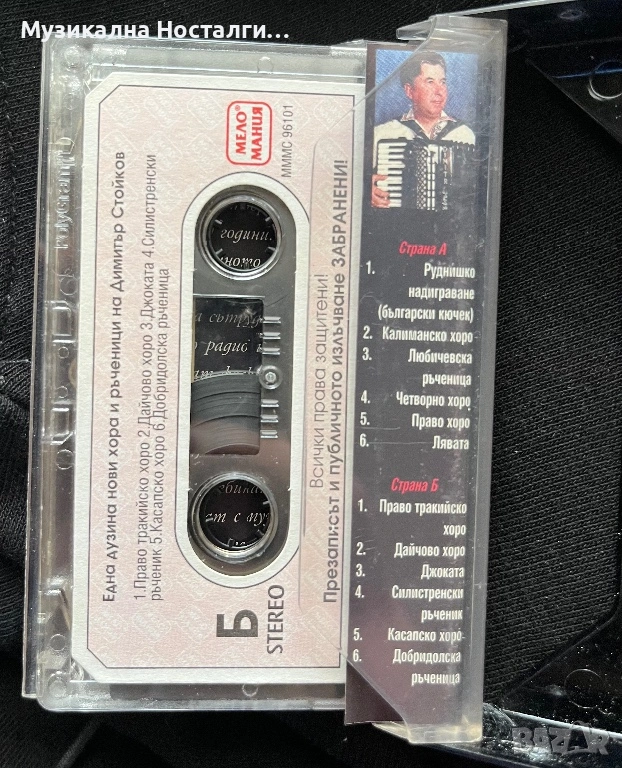 Музикална Носталги...
Една дузина нови хора и ръченици на Димитър Стойков
1.Право тракийско хоро 2.Дайчово хоро 3.Джоката 4.Силистренски
ръченик 5.Касапско хоро 6.Добридолска ръченица
МЕЛО®
МАНИЯ
МММС 96101
години.
Б
STEREO
Всички права защитени!
Презаписът и публичното излъчване ЗАБРАНЕНИ!
Страна А
1. Руднишко
надиграване
(български кючек)
2. Калиманско хоро
3. Любичевска
ръченица
4. Четворно хоро
5. Право хоро
6. Лявата
Страна Б
1. Право тракийско
хоро
2. Дайчово хоро
3. Джоката
4. Силистренски
ръченик
5. Касапско хоро
6. Добридолска
ръченица
BAZAR